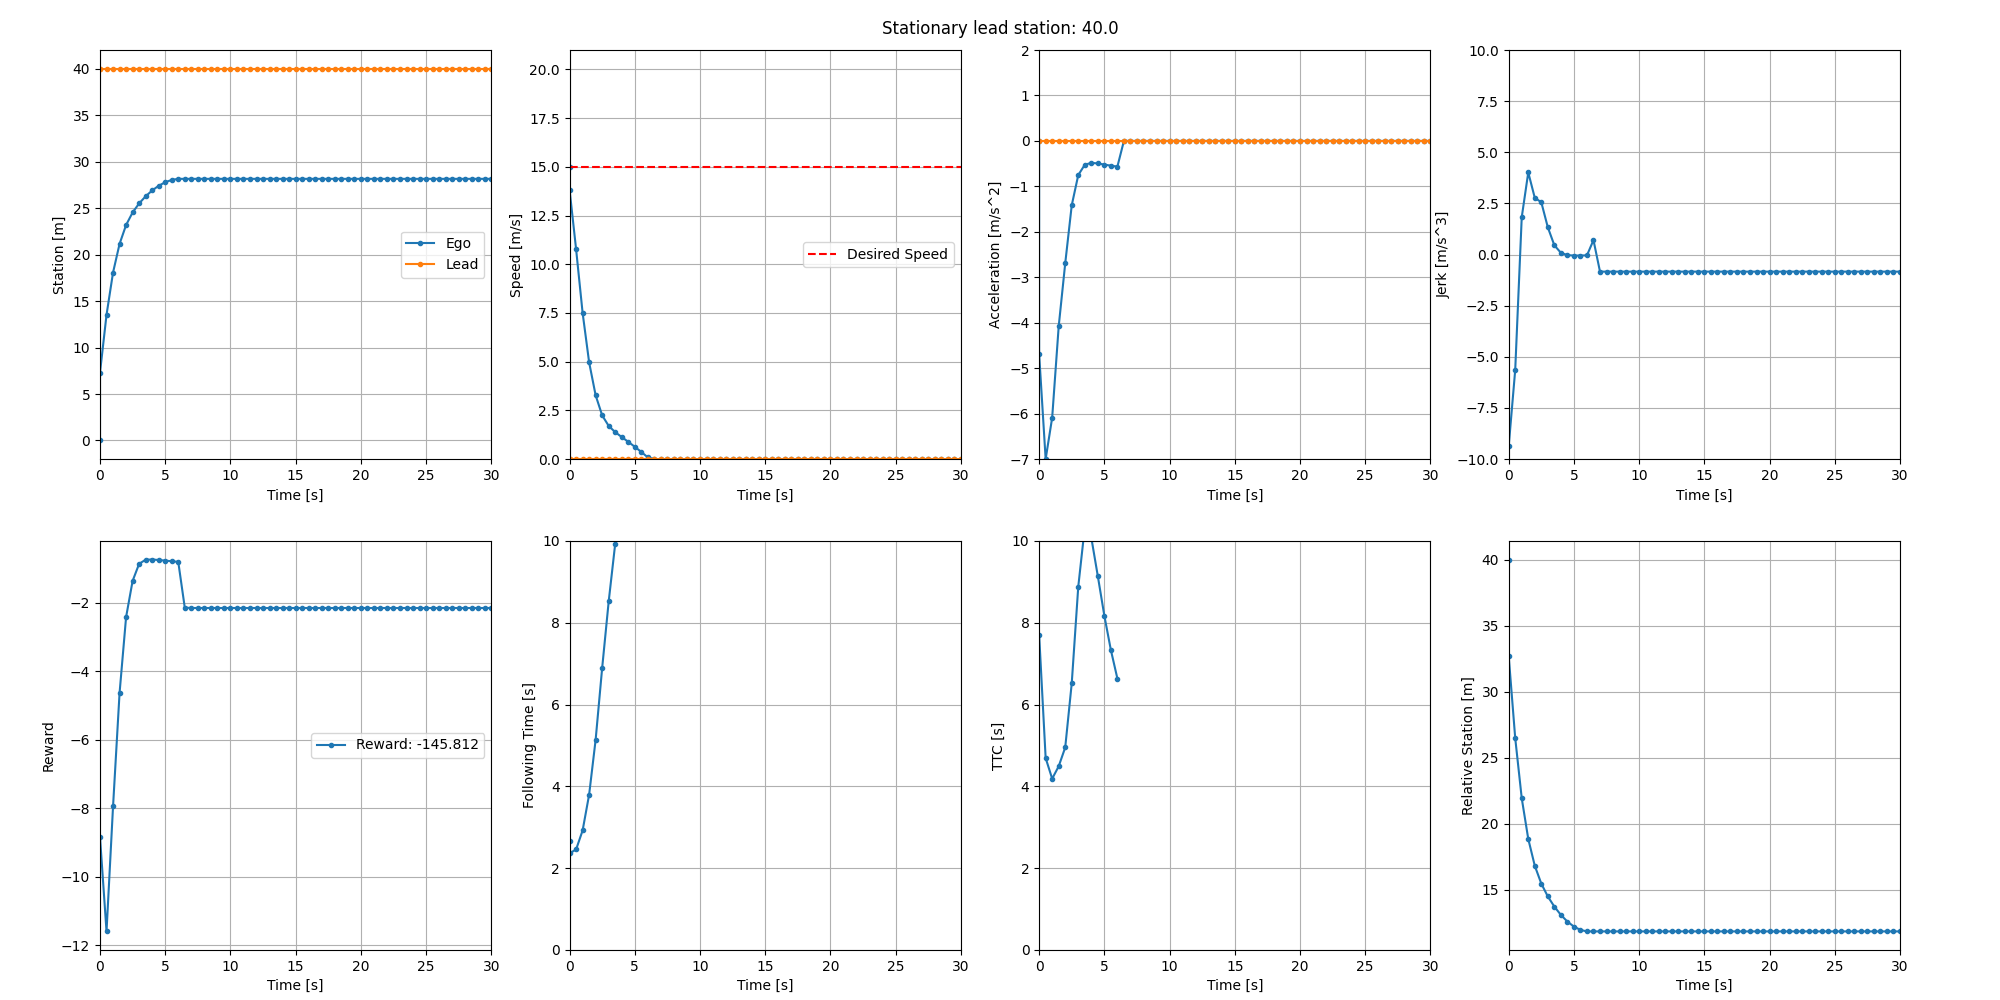 Stationary lead station: 40.0
40
35
30
25
20
15
10
5
0
Station [m]
Ego
Lead
0 5 10 15 20 25 30
Time [s]
20.0
17.5
15.0
12.5
10.0
7.5
5.0
2.5
0.0
Speed [m/s]
Desired Speed
0 5 10 15 20 25 30
Time [s]
2
1
0
−1
−2
−3
−4
−5
−6
−7
Acceleration [m/s^2]
0 5 10 15 20 25 30
Time [s]
10.0
7.5
5.0
2.5
0.0
−2.5
−5.0
−7.5
−10.0
Jerk [m/s^3]
0 5 10 15 20 25 30
Time [s]
−2
−4
−6
−8
−10
−12
Reward
Reward: -145.812
0 5 10 15 20 25 30
Time [s]
10
8
6
4
2
0
Following Time [s]
0 5 10 15 20 25 30
Time [s]
10
8
6
4
2
0
TTC [s]
0 5 10 15 20 25 30
Time [s]
40
35
30
25
20
15
Relative Station [m]
0 5 10 15 20 25 30
Time [s]